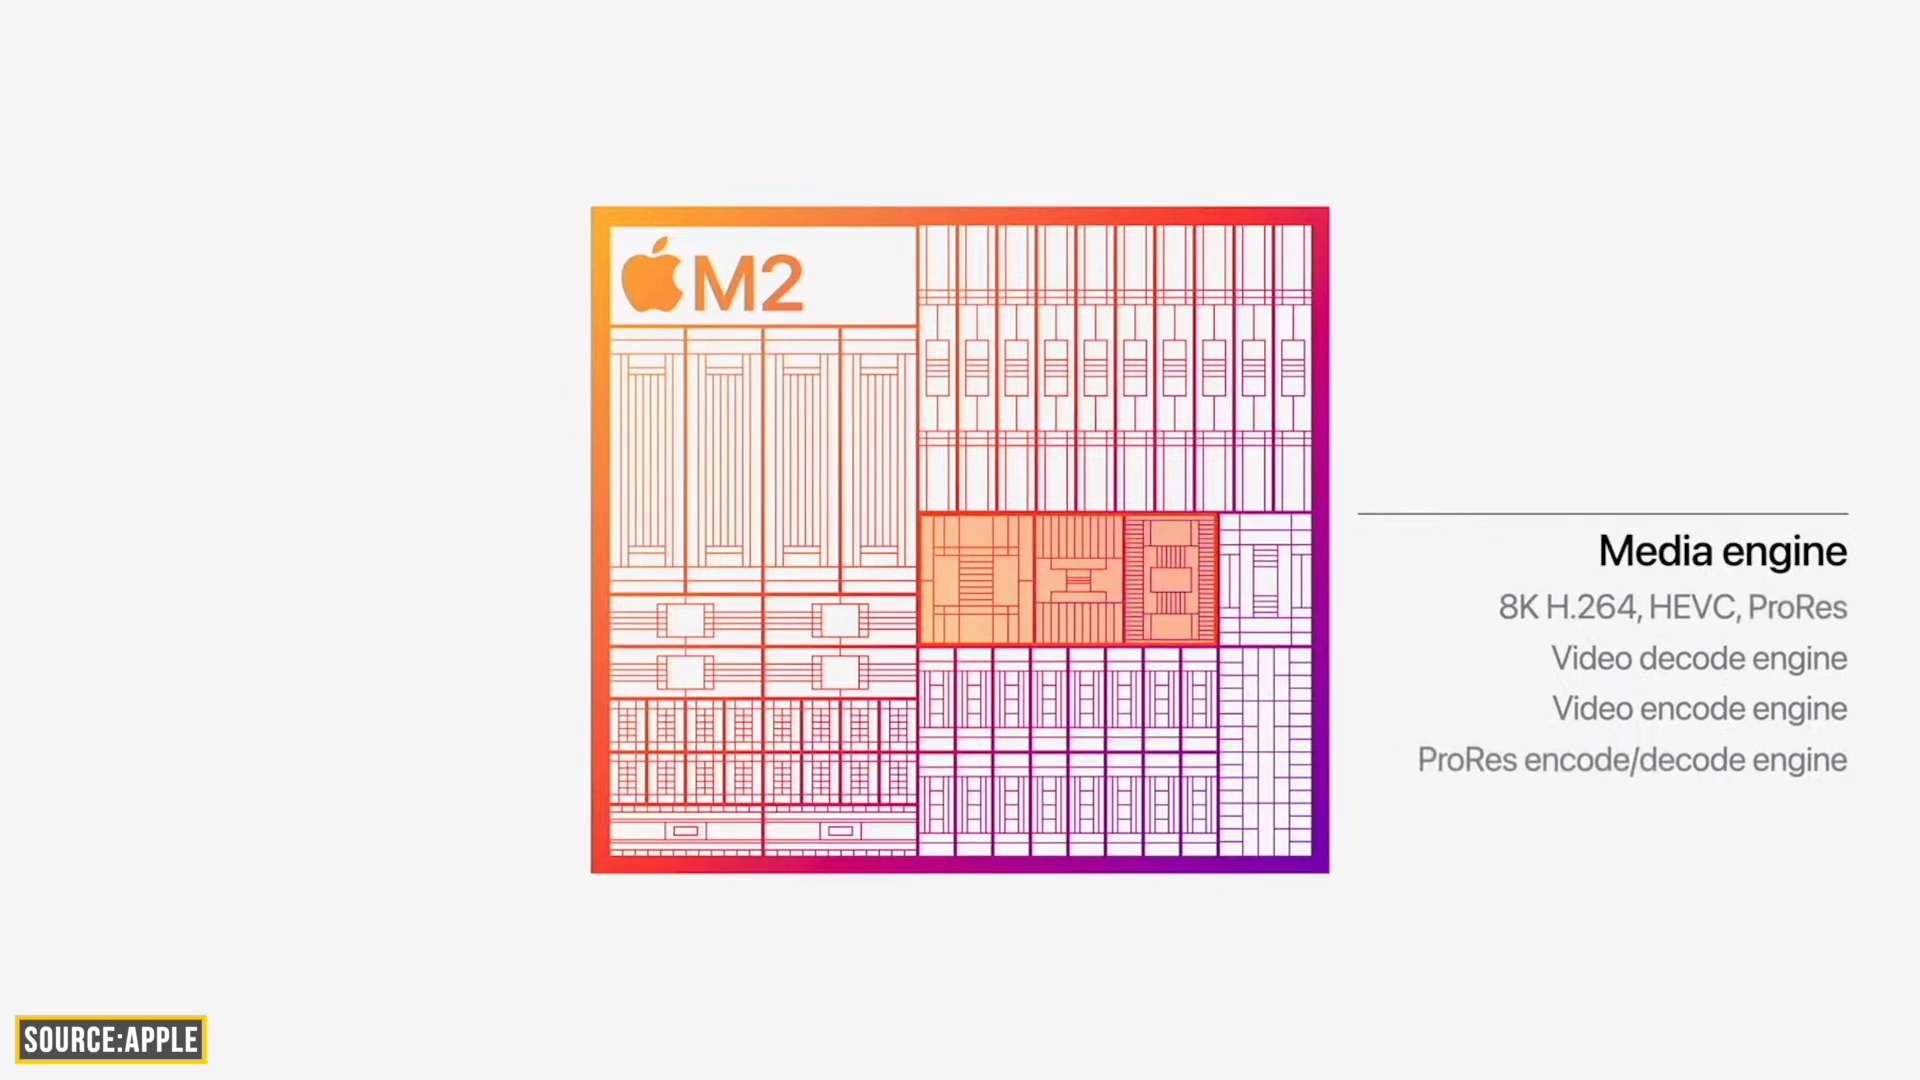 M2
Media engine
8K H.264, HEVC, ProRes
Video decode engine
Video encode engine
ProRes encode/decode engine
SOURCE:APPLE